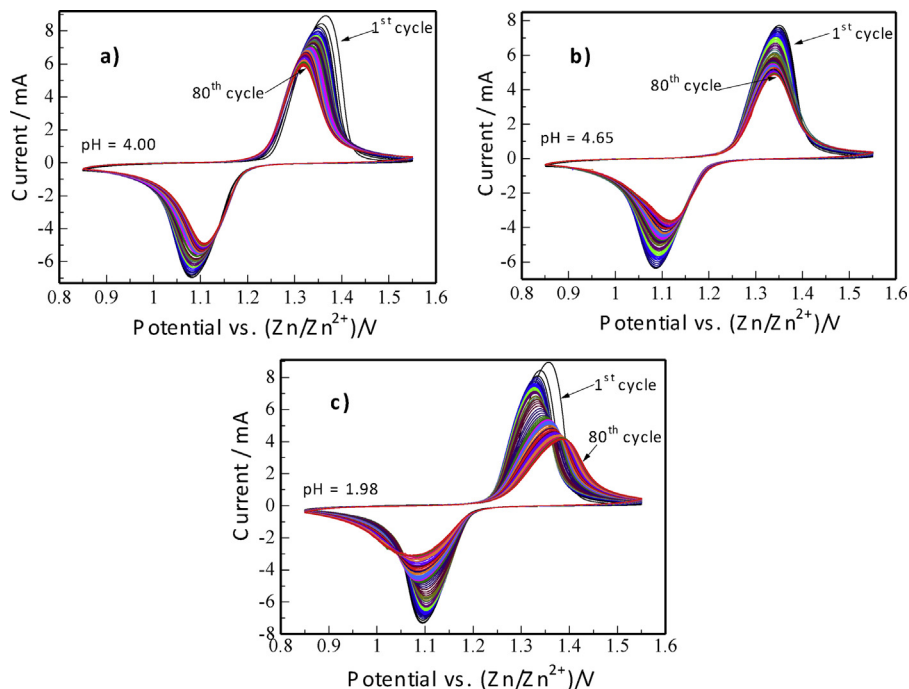 a)
1st cycle
80th cycle
pH = 4.00
Current / mA
8
6
4
2
0
-2
-4
-6
0.8 0.9 1 1.1 1.2 1.3 1.4 1.5 1.6
Potential vs. (Zn/Zn2+)/V
b)
1st cycle
80th cycle
pH = 4.65
Current / mA
8
6
4
2
0
-2
-4
-6
0.8 0.9 1 1.1 1.2 1.3 1.4 1.5 1.6
Potential vs. (Zn/Zn2+)/V
c)
1st cycle
80th cycle
pH = 1.98
Current / mA
8
6
4
2
0
-2
-4
-6
-8
0.8 0.9 1 1.1 1.2 1.3 1.4 1.5 1.6
Potential vs. (Zn/Zn2+)/V